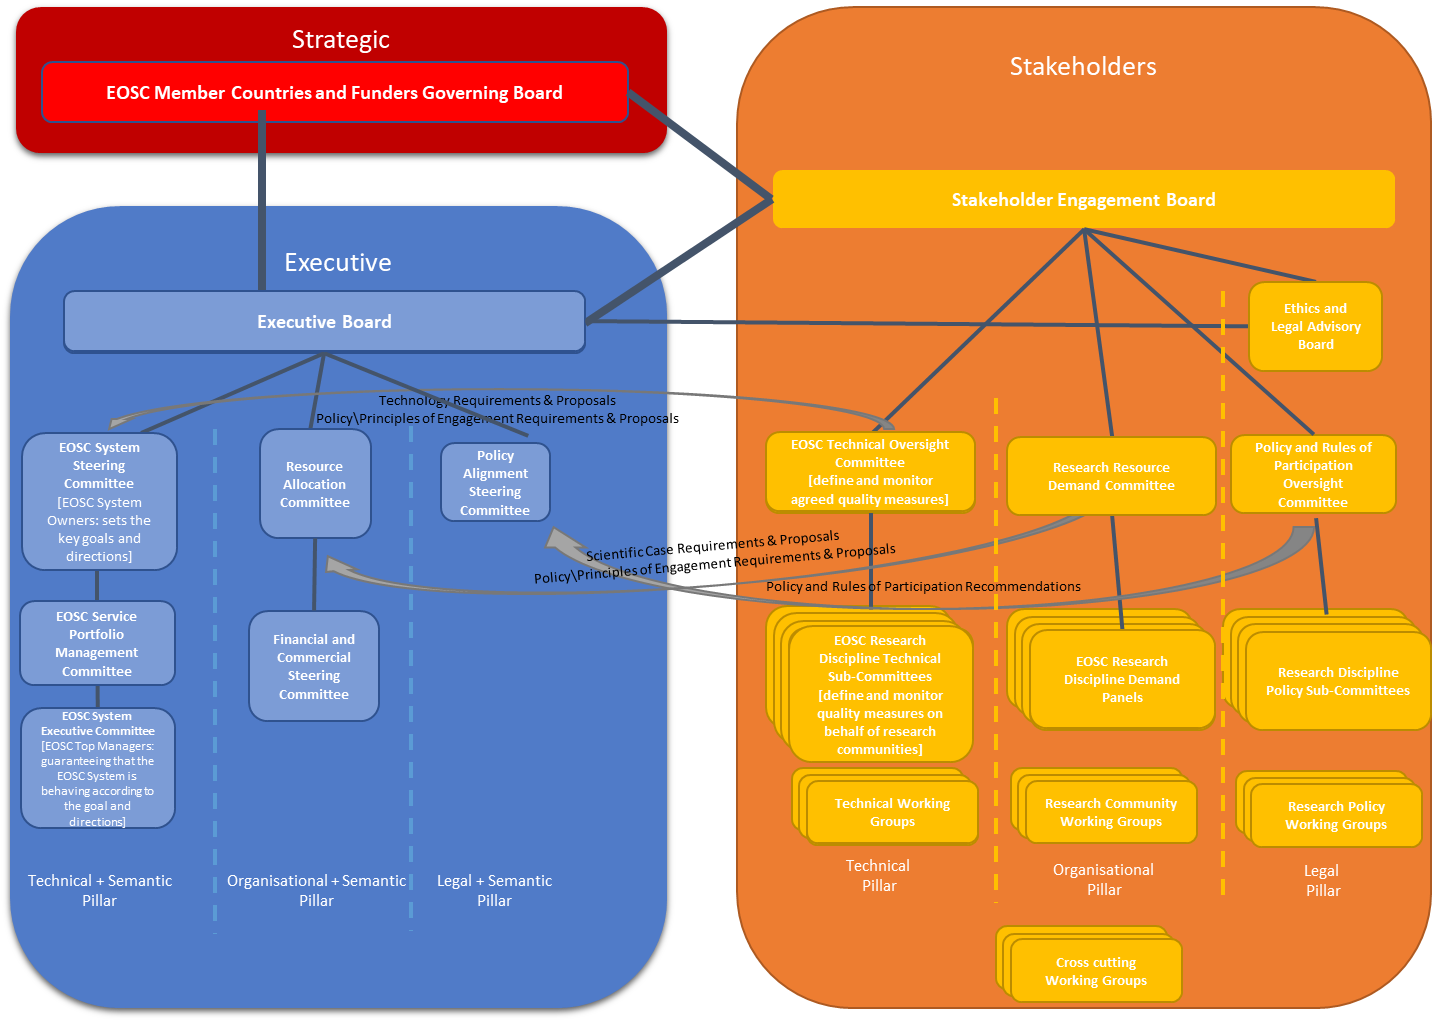 Strategic
EOSC Member Countries and Funders Governing Board
Stakeholders
Stakeholder Engagement Board
Executive
Executive Board
Ethics and
Legal Advisory
Board
Technology Requirements & Proposals
Policy\Principles of Engagement Requirements & Proposals
EOSC System
Steering
Committee
[EOSC System
Owners: sets the
key goals and
directions]
Resource
Allocation
Committee
Policy
Alignment
Steering
Committee
EOSC Technical Oversight
Committee
[define and monitor
agreed quality measures]
Research Resource
Demand Committee
Policy and Rules of
Participation
Oversight
Committee
Scientific Case Requirements & Proposals
Policy\Principles of Engagement Requirements & Proposals
Policy and Rules of Participation Recommendations
EOSC Service
Portfolio
Management
Committee
Financial and
Commercial
Steering
Committee
EOSC Research
Discipline Technical
Sub-Committees
[define and monitor
quality measures on
behalf of research
communities]
EOSC Research
Discipline Demand
Panels
Research Discipline
Policy Sub-Committees
EOSC System
Executive Committee
[EOSC Top Managers:
guaranteeing that the
EOSC System is
behaving according to
the goal and
directions]
Technical Working
Groups
Research Community
Working Groups
Research Policy
Working Groups
Technical + Semantic
Pillar
Organisational + Semantic
Pillar
Legal + Semantic
Pillar
Technical
Pillar
Organisational
Pillar
Legal
Pillar
Cross cutting
Working Groups